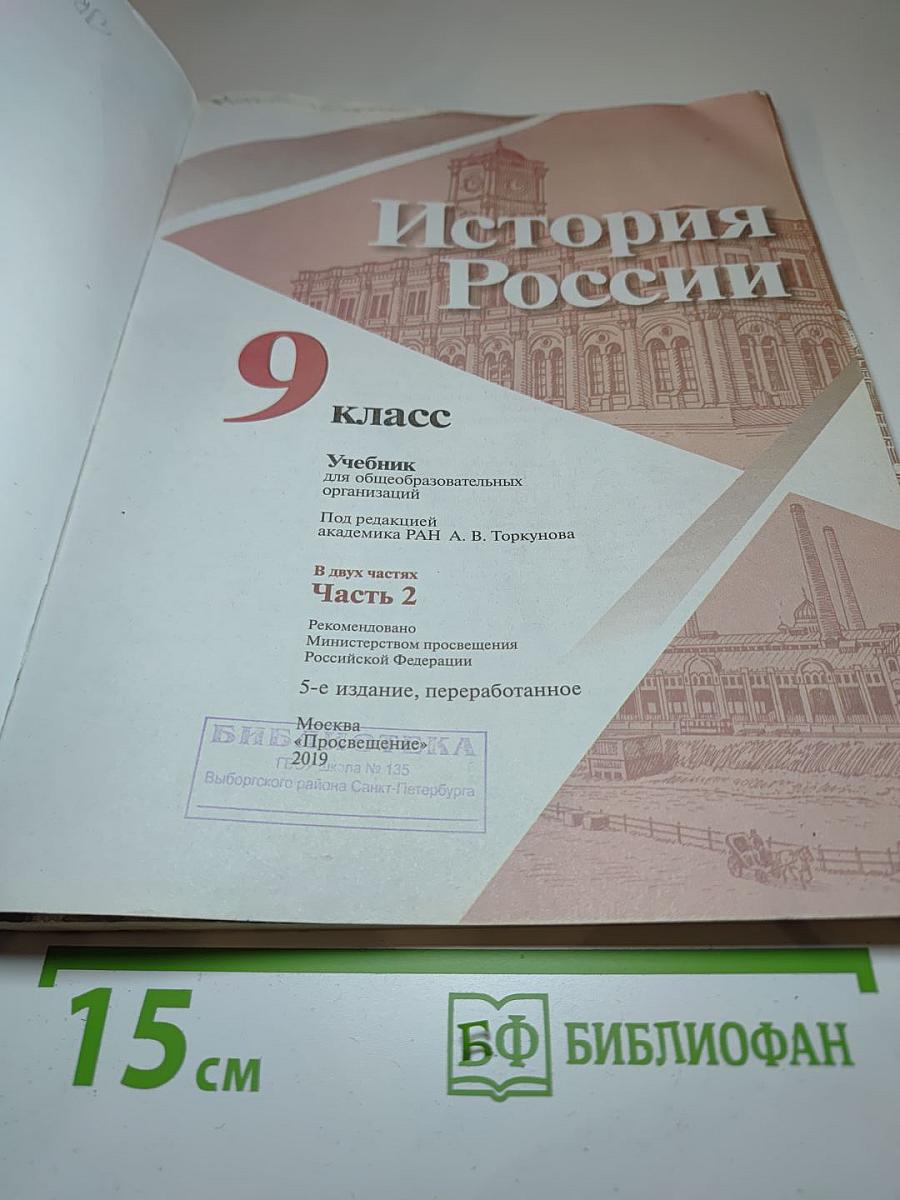 История
России
9
класс
Учебник
для общеобразовательных
организаций
Под редакцией
академика РАН А. В. Торкунова
В двух частях
Часть 2
Рекомендовано
Министерством просвещения
Российской Федерации
5-е издание, переработанное
Москва
«Просвещение»
2019
БИБЛИОТЕКА
школа № 135
Выборгского района Санкт-Петербурга
15 см
БФ БИБЛИОФАН